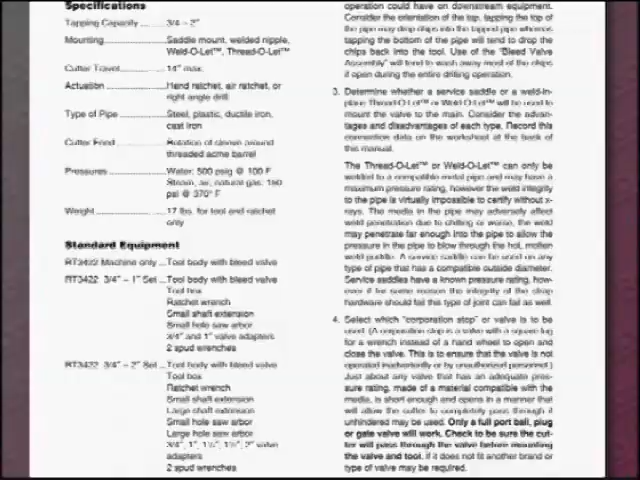 Specifications
Tapping Capacity ..... 3/4 – 2"
Mounting ..... Saddle mount, welded nipple,
Weld-O-Let™, Thread-O-Let™
Cutter Travel ..... 14" max.
Actuation ..... Hand ratchet, air ratchet, or
right angle drill
Type of Pipe ..... Steel, plastic, ductile iron,
cast iron
Cutter Feed ..... Rotation of sleeve around
threaded acme barrel
Pressures ..... Water: 500 psig @ 100 F
Steam, air, natural gas: 150
psi @ 370° F
Weight ..... 17 lbs. for tool and ratchet
only
Standard Equipment
RT3422 Machine only ... Tool body with bleed valve
RT3422 3/4" – 1" Set ... Tool body with bleed valve
Tool box
Ratchet wrench
Small shaft extension
Small hole saw arbor
3/4" and 1" valve adapters
2 spud wrenches
RT3422 3/4" – 2" Set ... Tool body with bleed valve
Tool box
Ratchet wrench
Small shaft extension
Large shaft extension
Small hole saw arbor
Large hole saw arbor
3/4", 1", 1¼", 1½", 2" valve
adapters
2 spud wrenches
operation could have on downstream equipment.
Consider the orientation of the tap, tapping the top of
the pipe may drop chips into the tapped pipe whereas
tapping the bottom of the pipe will tend to drop the
chips back into the tool. Use of the "Bleed Valve
Assembly" will tend to wash away most of the chips
if open during the entire drilling operation.
3. Determine whether a service saddle or a weld-in-
place Thread-O-Let™ or Weld-O-Let™ will be used to
mount the valve to the main. Consider the advan-
tages and disadvantages of each type. Record this
connection data on the worksheet at the back of
this manual.
The Thread-O-Let™ or Weld-O-Let™ can only be
welded to a compatible metal pipe and may have a
maximum pressure rating, however the weld integrity
to the pipe is virtually impossible to certify without x-
rays. The media in the pipe may adversely affect
weld penetration due to chilling or worse, the weld
may penetrate far enough into the pipe to allow the
pressure in the pipe to blow through the hot, molten
weld puddle. A service saddle can be used on any
type of pipe that has a compatible outside diameter.
Service saddles have a known pressure rating, how-
ever if for some reason the integrity of the strap
hardware should fail this type of joint can fail as well.
4. Select which "corporation stop" or valve is to be
used. (A corporation stop is a valve with a square lug
for a wrench instead of a hand wheel to open and
close the valve. This is to ensure that the valve is not
operated inadvertently or by unauthorized personnel.)
Just about any valve that has an adequate pres-
sure rating, made of a material compatible with the
media, is short enough and opens in a manner that
will allow the cutter to completely pass through it
unhindered may be used. Only a full port ball, plug
or gate valve will work. Check to be sure the cut-
ter will pass through the valve before mounting
the valve and tool. If it does not fit another brand or
type of valve may be required.